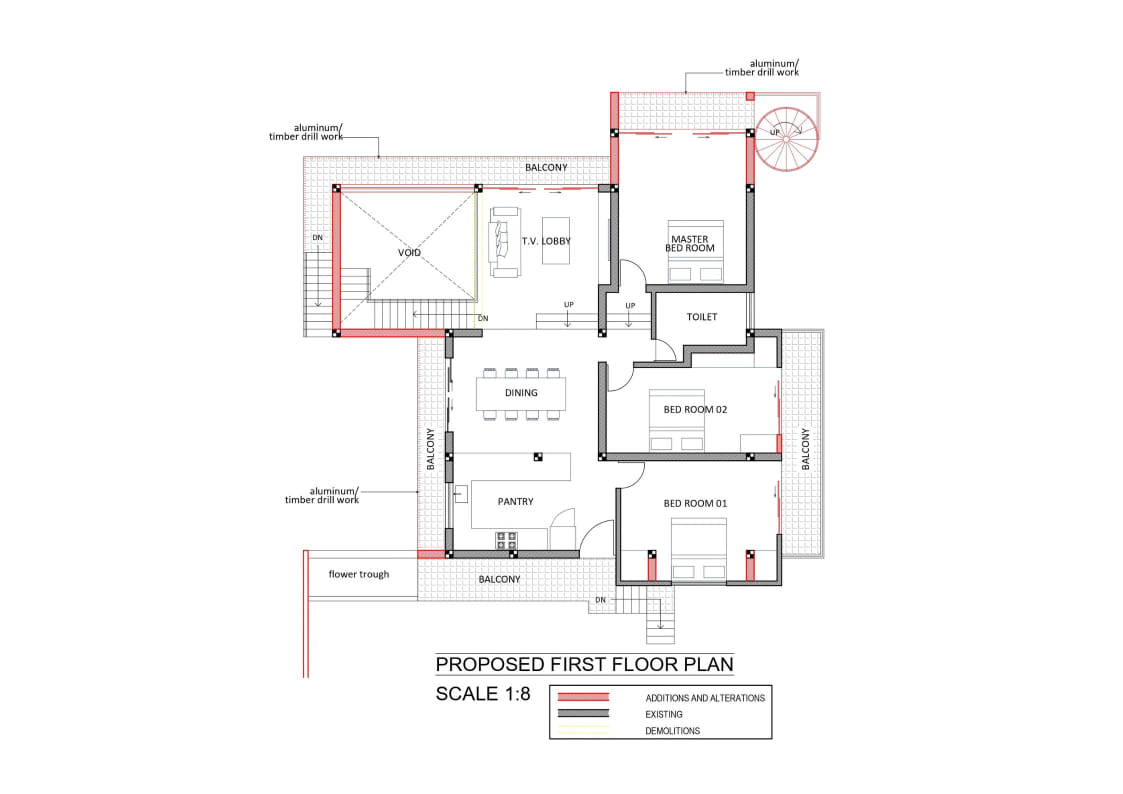 aluminum/
timber drill work
aluminum/
timber drill work
UP
BALCONY
DN
VOID
T.V. LOBBY
MASTER
BED ROOM
UP
UP
DN
TOILET
DINING
BED ROOM 02
BALCONY
BALCONY
aluminum/
timber drill work
PANTRY
BED ROOM 01
flower trough
BALCONY
DN
PROPOSED FIRST FLOOR PLAN
SCALE 1:8
ADDITIONS AND ALTERATIONS
EXISTING
DEMOLITIONS